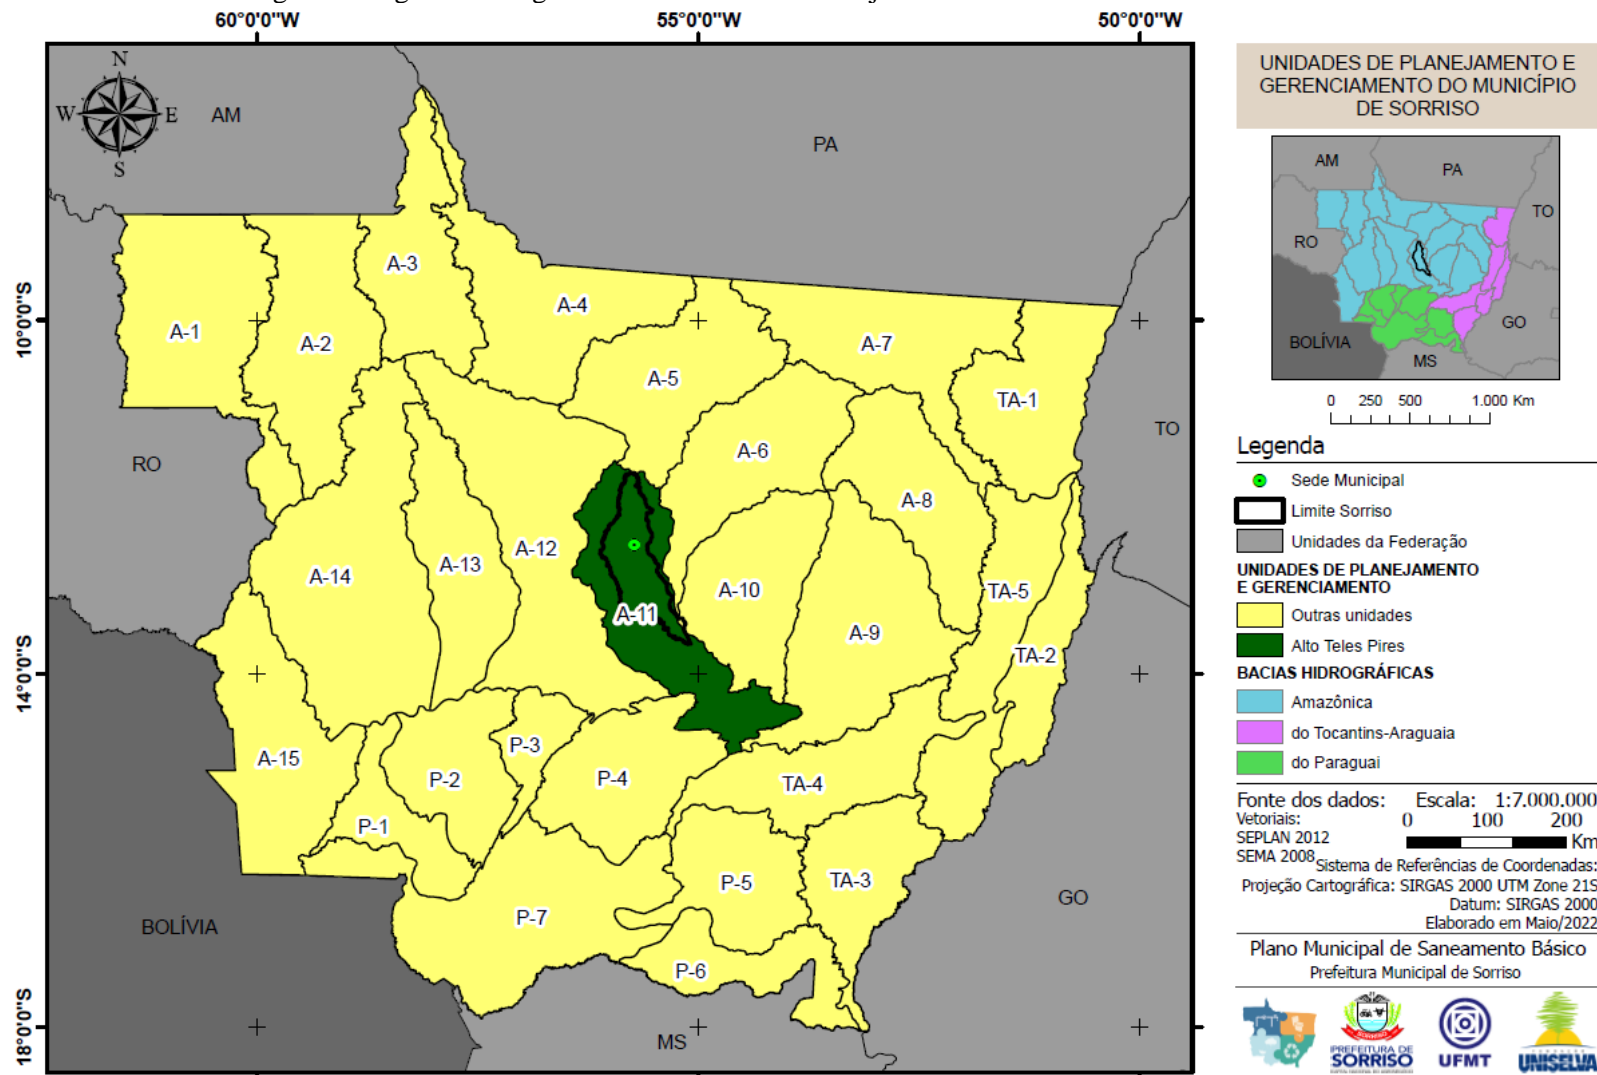 60°0'0"W
55°0'0"W
50°0'0"W
10°0'0"S
14°0'0"S
18°0'0"S
N
W
E
S
AM
PA
A-3
A-4
A-1
A-2
A-7
A-5
TA-1
TO
RO
A-6
A-8
A-12
A-13
A-14
A-10
TA-5
A-11
A-9
TA-2
P-3
A-15
P-2
P-4
TA-4
P-1
P-5
TA-3
GO
P-7
BOLÍVIA
P-6
MS
UNIDADES DE PLANEJAMENTO E
GERENCIAMENTO DO MUNICÍPIO
DE SORRISO
AM
PA
TO
RO
GO
BOLÍVIA
MS
0 250 500 1.000 Km
Legenda
Sede Municipal
Limite Sorriso
Unidades da Federação
UNIDADES DE PLANEJAMENTO
E GERENCIAMENTO
Outras unidades
Alto Teles Pires
BACIAS HIDROGRÁFICAS
Amazônica
do Tocantins-Araguaia
do Paraguai
Fonte dos dados:
Vetoriais:
SEPLAN 2012
SEMA 2008
Escala: 1:7.000.000
0 100 200
Km
Sistema de Referências de Coordenadas:
Projeção Cartográfica: SIRGAS 2000 UTM Zone 21S
Datum: SIRGAS 2000
Elaborado em Maio/2022
Plano Municipal de Saneamento Básico
Prefeitura Municipal de Sorriso
PREFEITURA DE
SORRISO
UFMT
UNISELVA